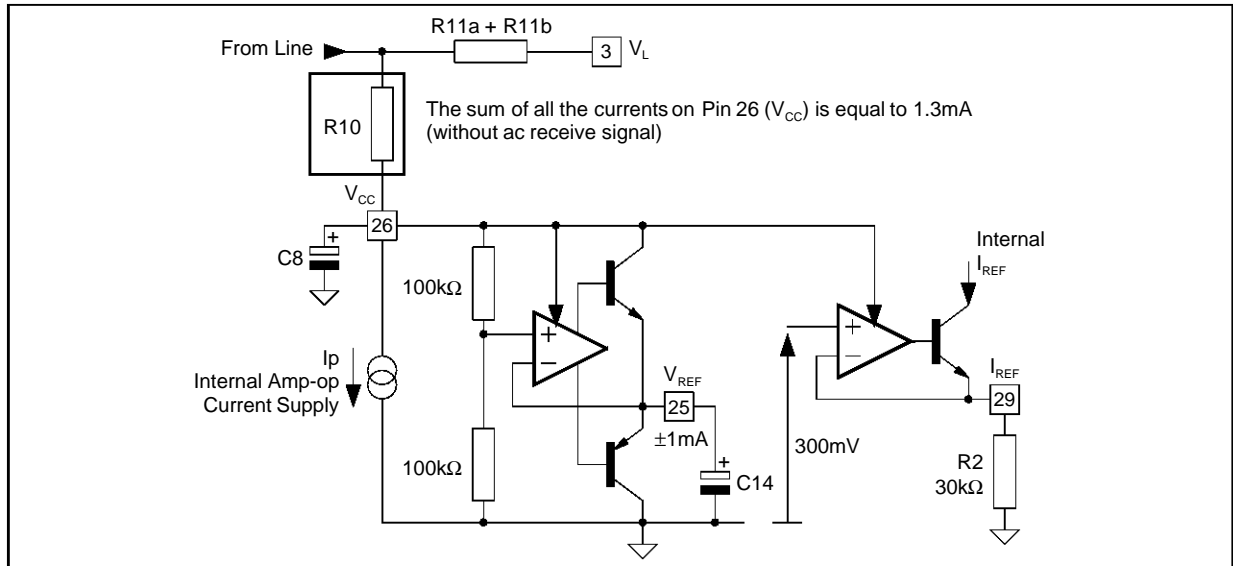 R11a + R11b
From Line
3
V_L
The sum of all the currents on Pin 26 (V_CC) is equal to 1.3mA
(without ac receive signal)
R10
V_CC
26
+
C8
100kΩ
Internal
I_REF
+
−
+
−
Ip
Internal Amp-op
Current Supply
V_REF
25
±1mA
I_REF
29
300mV
100kΩ
+
C14
R2
30kΩ